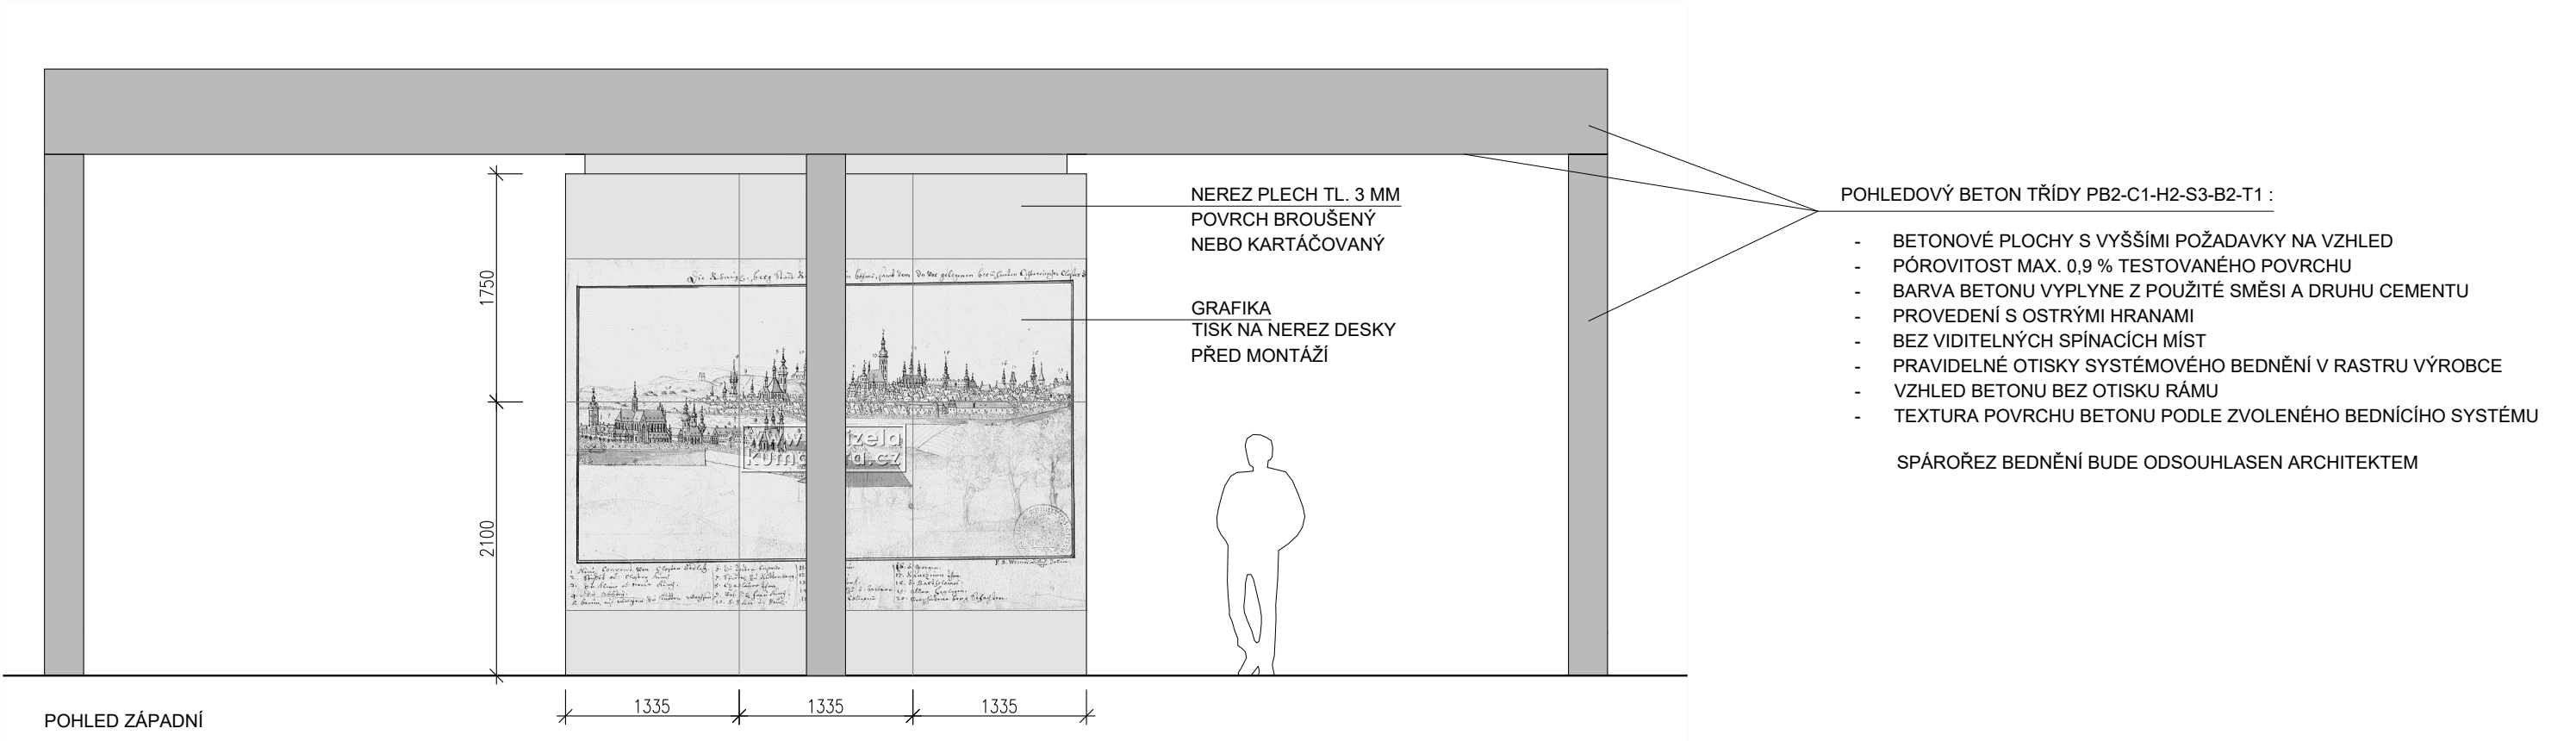 NEREZ PLECH TL. 3 MM
POVRCH BROUŠENÝ
NEBO KARTÁČOVANÝ
GRAFIKA
TISK NA NEREZ DESKY
PŘED MONTÁŽÍ
1750
2100
1335
1335
1335
POHLED ZÁPADNÍ
POHLEDOVÝ BETON TŘÍDY PB2-C1-H2-S3-B2-T1 :
- BETONOVÉ PLOCHY S VYŠŠÍMI POŽADAVKY NA VZHLED
- PÓROVITOST MAX. 0,9 % TESTOVANÉHO POVRCHU
- BARVA BETONU VYPLYNE Z POUŽITÉ SMĚSI A DRUHU CEMENTU
- PROVEDENÍ S OSTRÝMI HRANAMI
- BEZ VIDITELNÝCH SPÍNACÍCH MÍST
- PRAVIDELNÉ OTISKY SYSTÉMOVÉHO BEDNĚNÍ V RASTRU VÝROBCE
- VZHLED BETONU BEZ OTISKU RÁMU
- TEXTURA POVRCHU BETONU PODLE ZVOLENÉHO BEDNÍCÍHO SYSTÉMU
SPÁROŘEZ BEDNĚNÍ BUDE ODSOUHLASEN ARCHITEKTEM